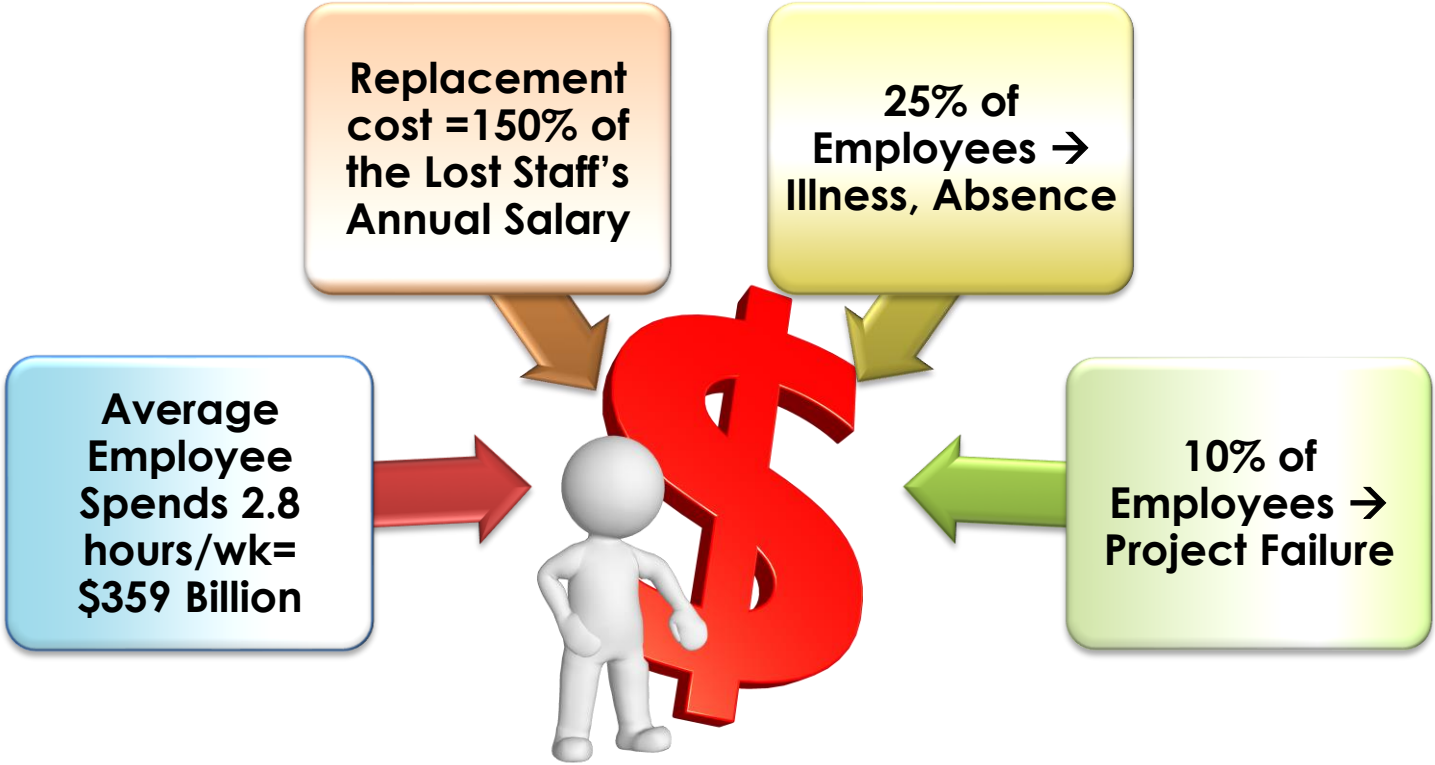 Replacement
cost =150% of
the Lost Staff’s
Annual Salary
25% of
Employees →
Illness, Absence
Average
Employee
Spends 2.8
hours/wk=
$359 Billion
10% of
Employees →
Project Failure
$